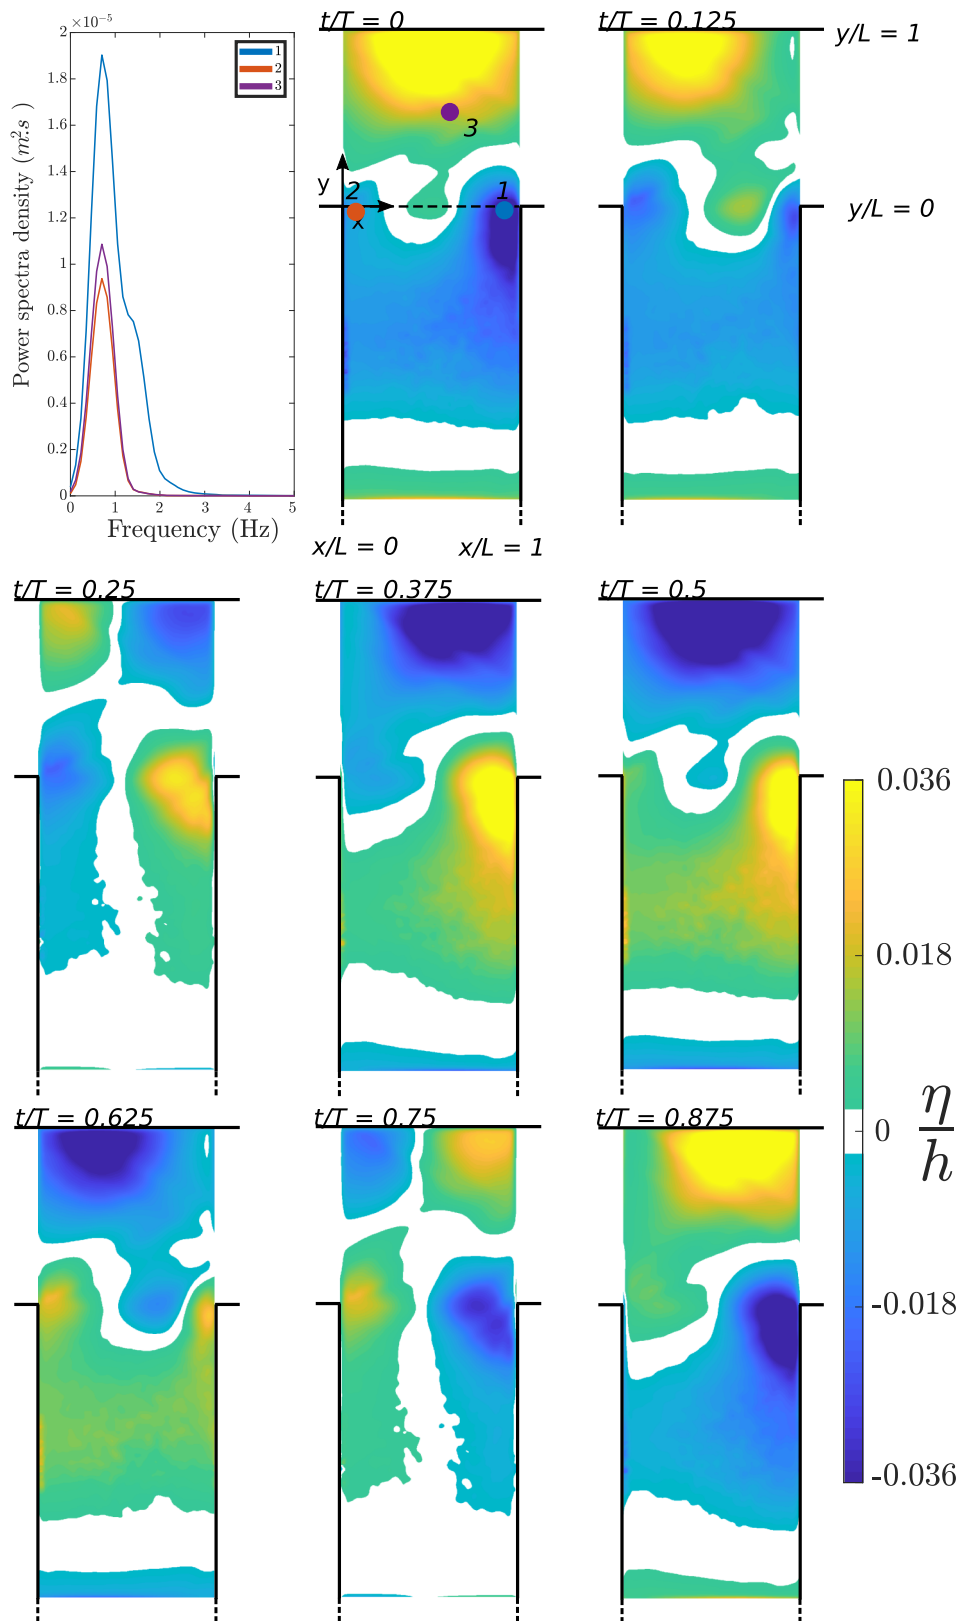 ×10⁻⁵
2
1.8
1.6
1.4
1.2
1
0.8
0.6
0.4
0.2
0
0 1 2 3 4 5
Power spectra density (m².s )
Frequency (Hz)
1
2
3
t/T = 0
3
y
2
1
x
x/L = 0
x/L = 1
t/T = 0.125
y/L = 1
y/L = 0
t/T = 0.25
t/T = 0.375
t/T = 0.5
t/T = 0.625
t/T = 0.75
t/T = 0.875
0.036
0.018
0
-0.018
-0.036
η
h